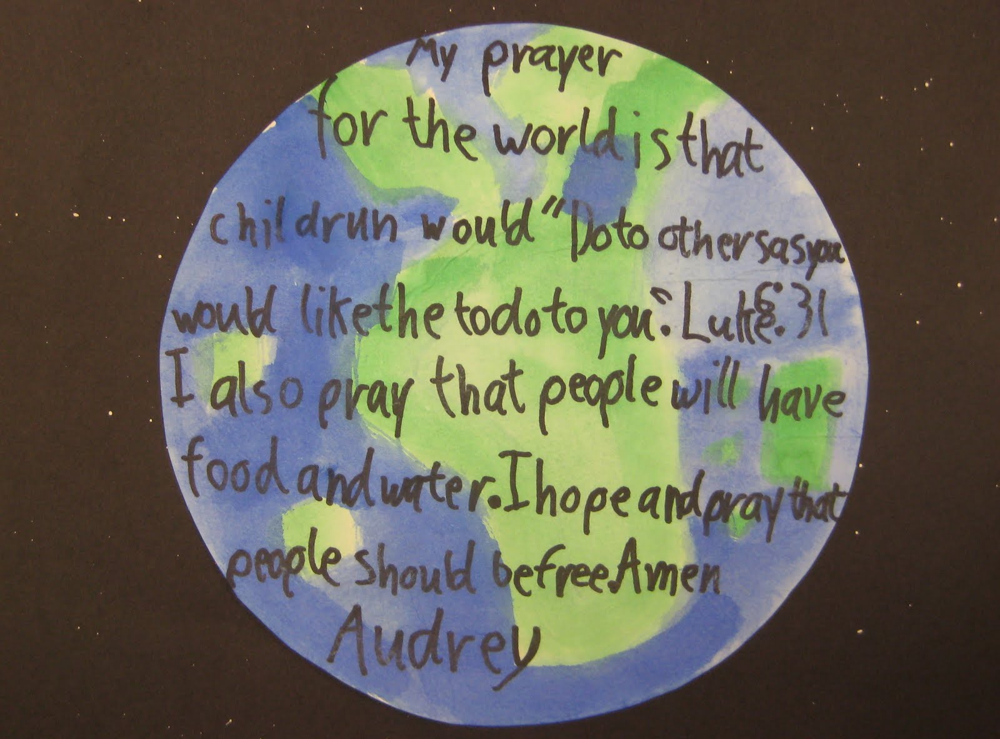 My prayer
for the world is that
childrun would "Do to others as you
would like the to do to you". Luke 6:31
I also pray that people will have
food and water. I hope and pray that
people should be free. Amen
Audrey